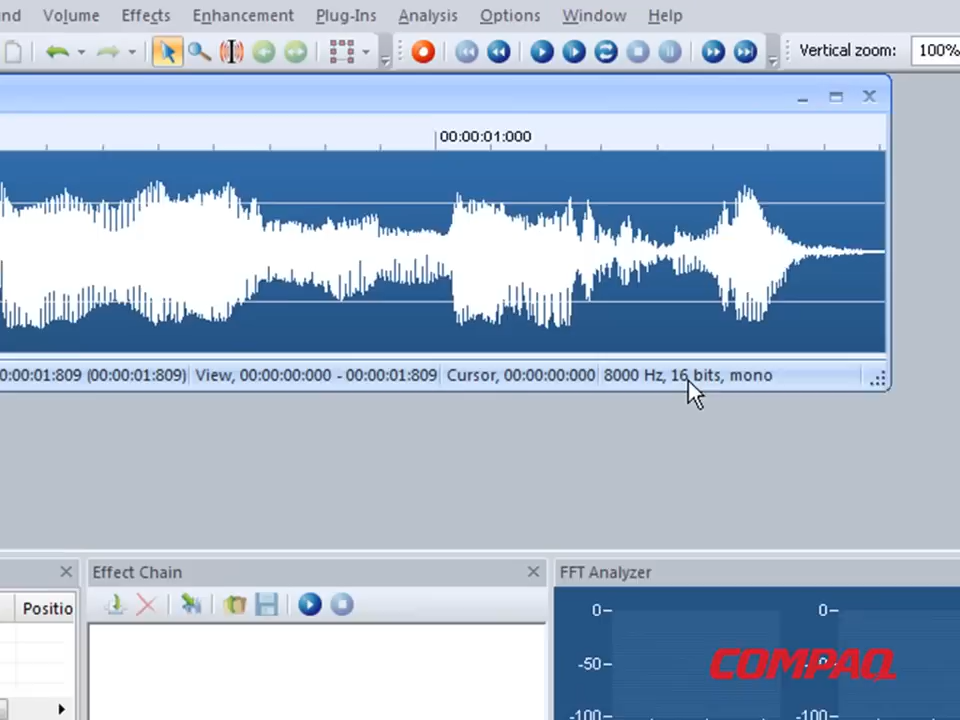 nd Volume Effects Enhancement Plug-Ins Analysis Options Window Help
Vertical zoom: 100%
00:00:01:000
0:00:01:809 (00:00:01:809) View, 00:00:00:000 - 00:00:01:809 Cursor, 00:00:00:000 8000 Hz, 16 bits, mono
Effect Chain
FFT Analyzer
Positio
0
0
-50
COMPAQ
-100
-100